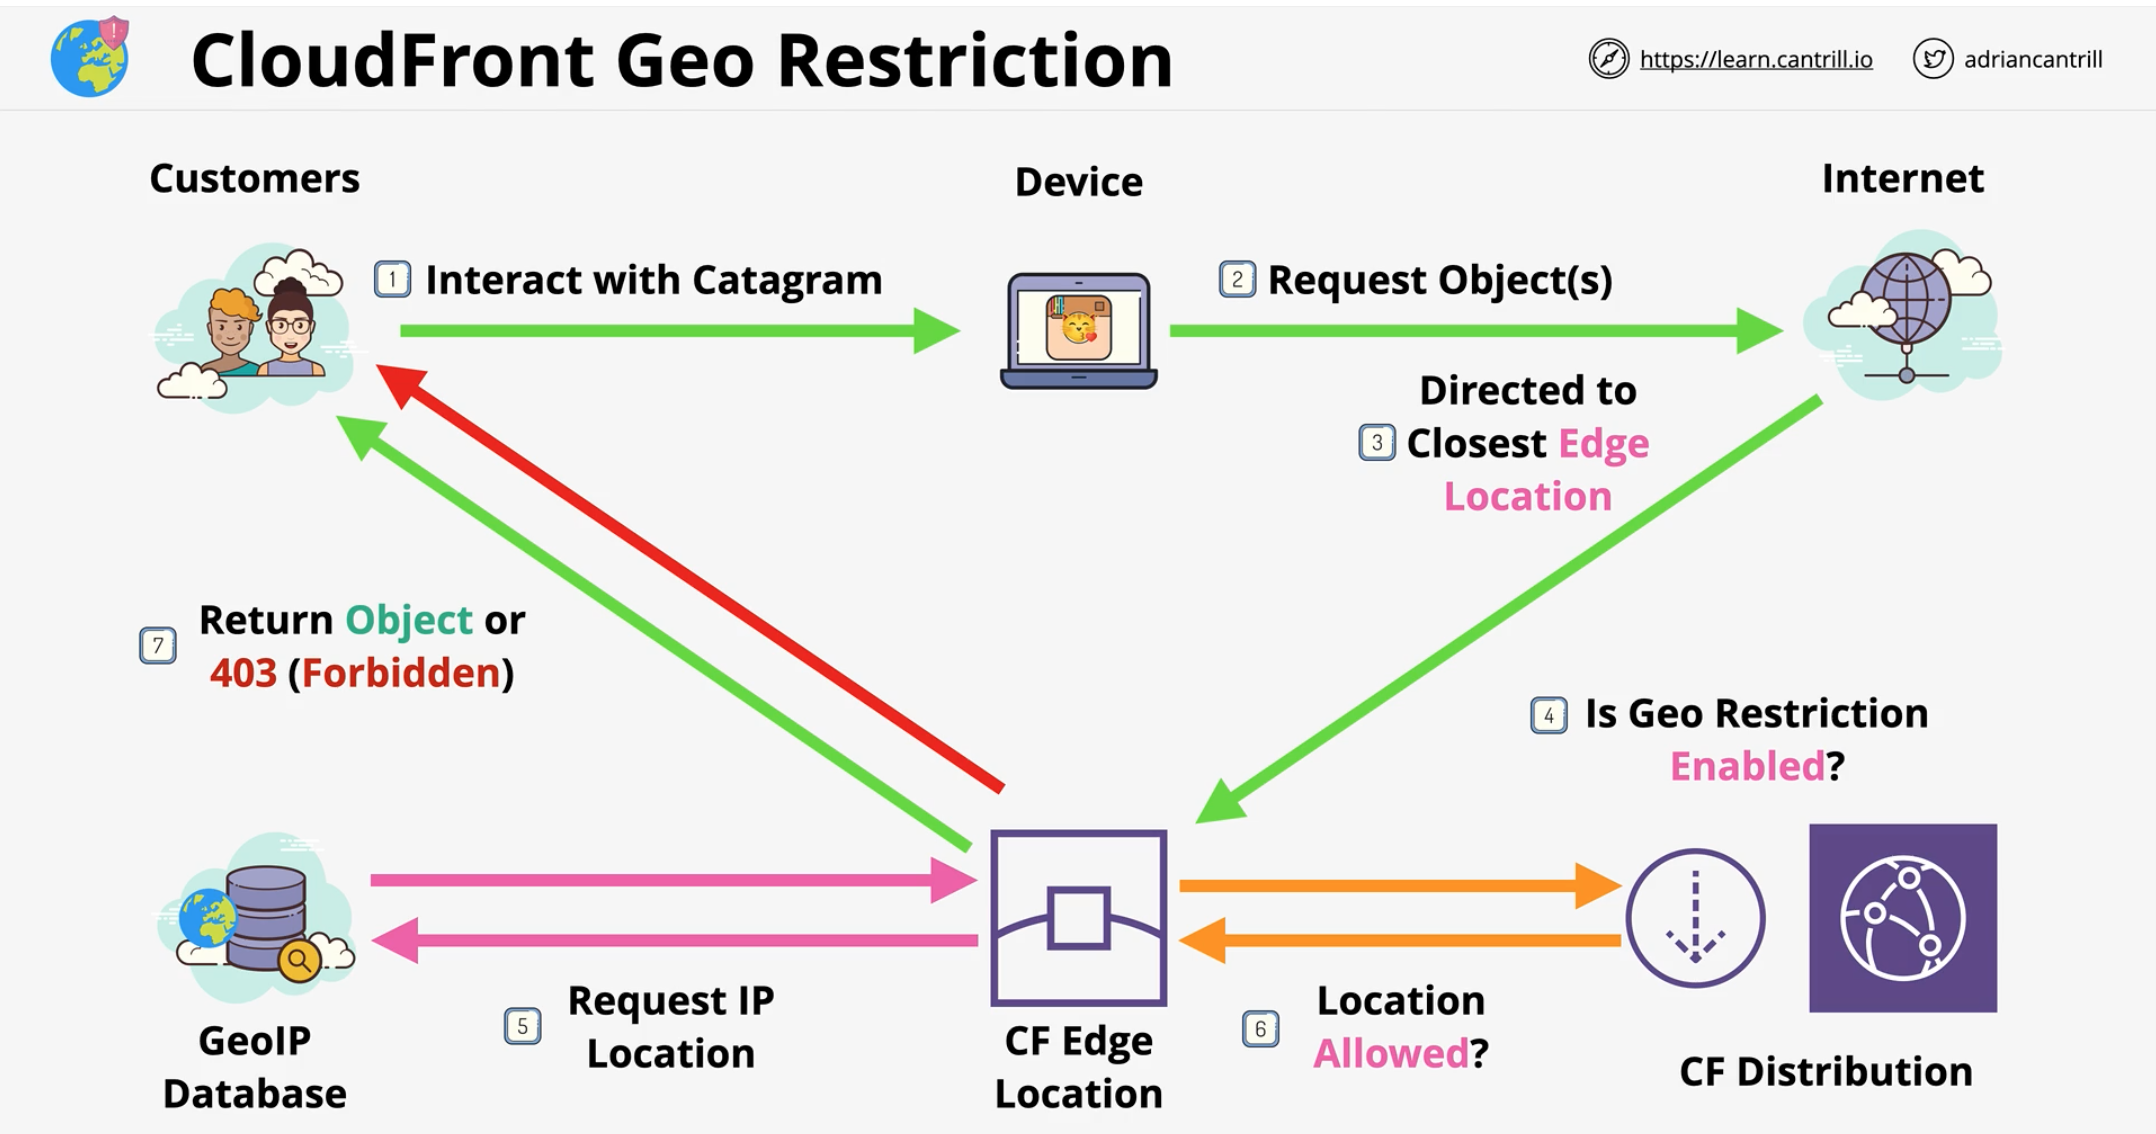 CloudFront Geo Restriction
https://learn.cantrill.io
adriancantrill
Customers
Device
Internet
1 Interact with Catagram
2 Request Object(s)
Directed to
3 Closest Edge
Location
7
Return Object or
403 (Forbidden)
4 Is Geo Restriction
Enabled?
5
Request IP
Location
6
Location
Allowed?
GeoIP
Database
CF Edge
Location
CF Distribution